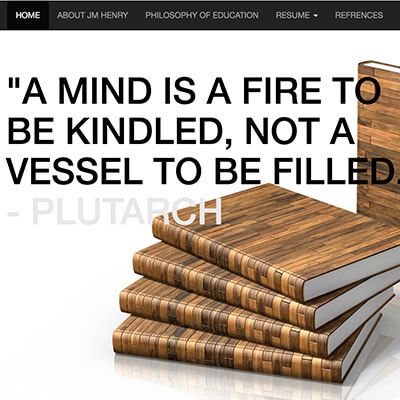 HOME ABOUT JM HENRY PHILOSOPHY OF EDUCATION RESUME REFRENCES
"A MIND IS A FIRE TO
BE KINDLED, NOT A
VESSEL TO BE FILLED.
- PLUTARCH